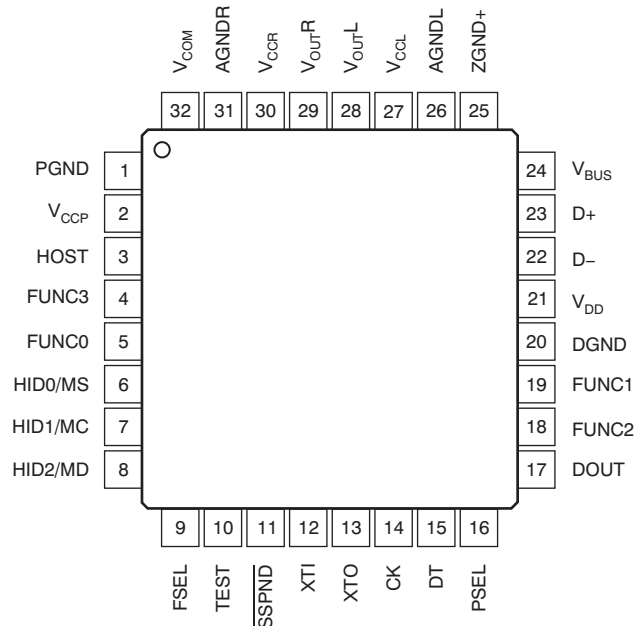 VCOM AGNDR VCCR VOUTR VOUTL VCCL AGNDL ZGND+
32 31 30 29 28 27 26 25
PGND 1 24 VBUS
VCCP 2 23 D+
HOST 3 22 D–
FUNC3 4 21 VDD
FUNC0 5 20 DGND
HID0/MS 6 19 FUNC1
HID1/MC 7 18 FUNC2
HID2/MD 8 17 DOUT
9 10 11 12 13 14 15 16
FSEL TEST SSPND XTI XTO CK DT PSEL